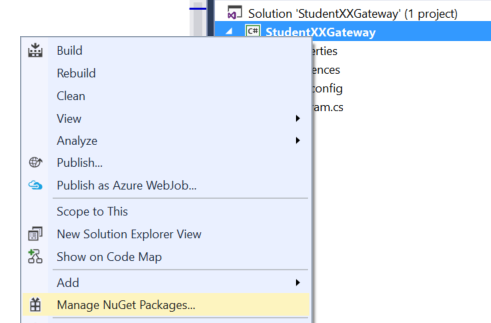 Solution 'StudentXXGateway' (1 project)
C# StudentXXGateway
erties
ences
config
ram.cs
Build
Rebuild
Clean
View
Analyze
Publish...
Publish as Azure WebJob...
Scope to This
New Solution Explorer View
Show on Code Map
Add
Manage NuGet Packages...